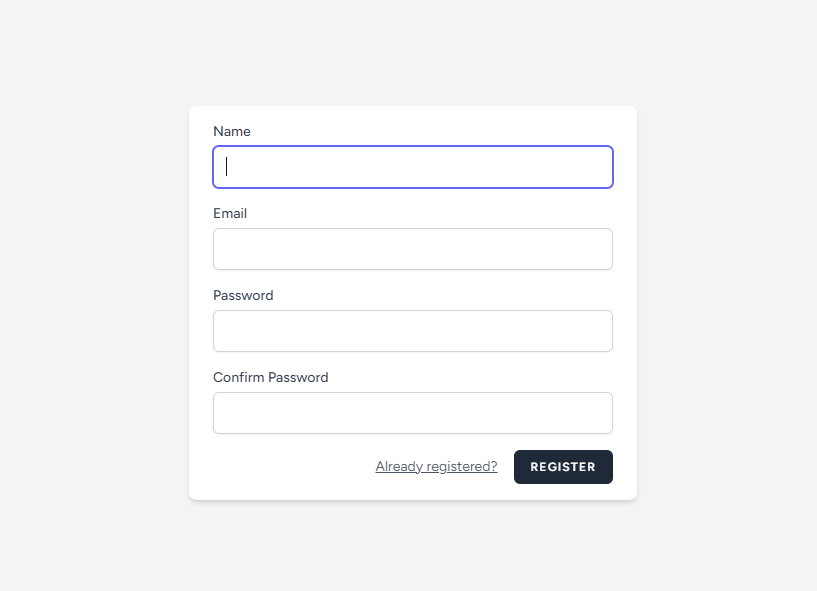 Name
Email
Password
Confirm Password
Already registered? REGISTER